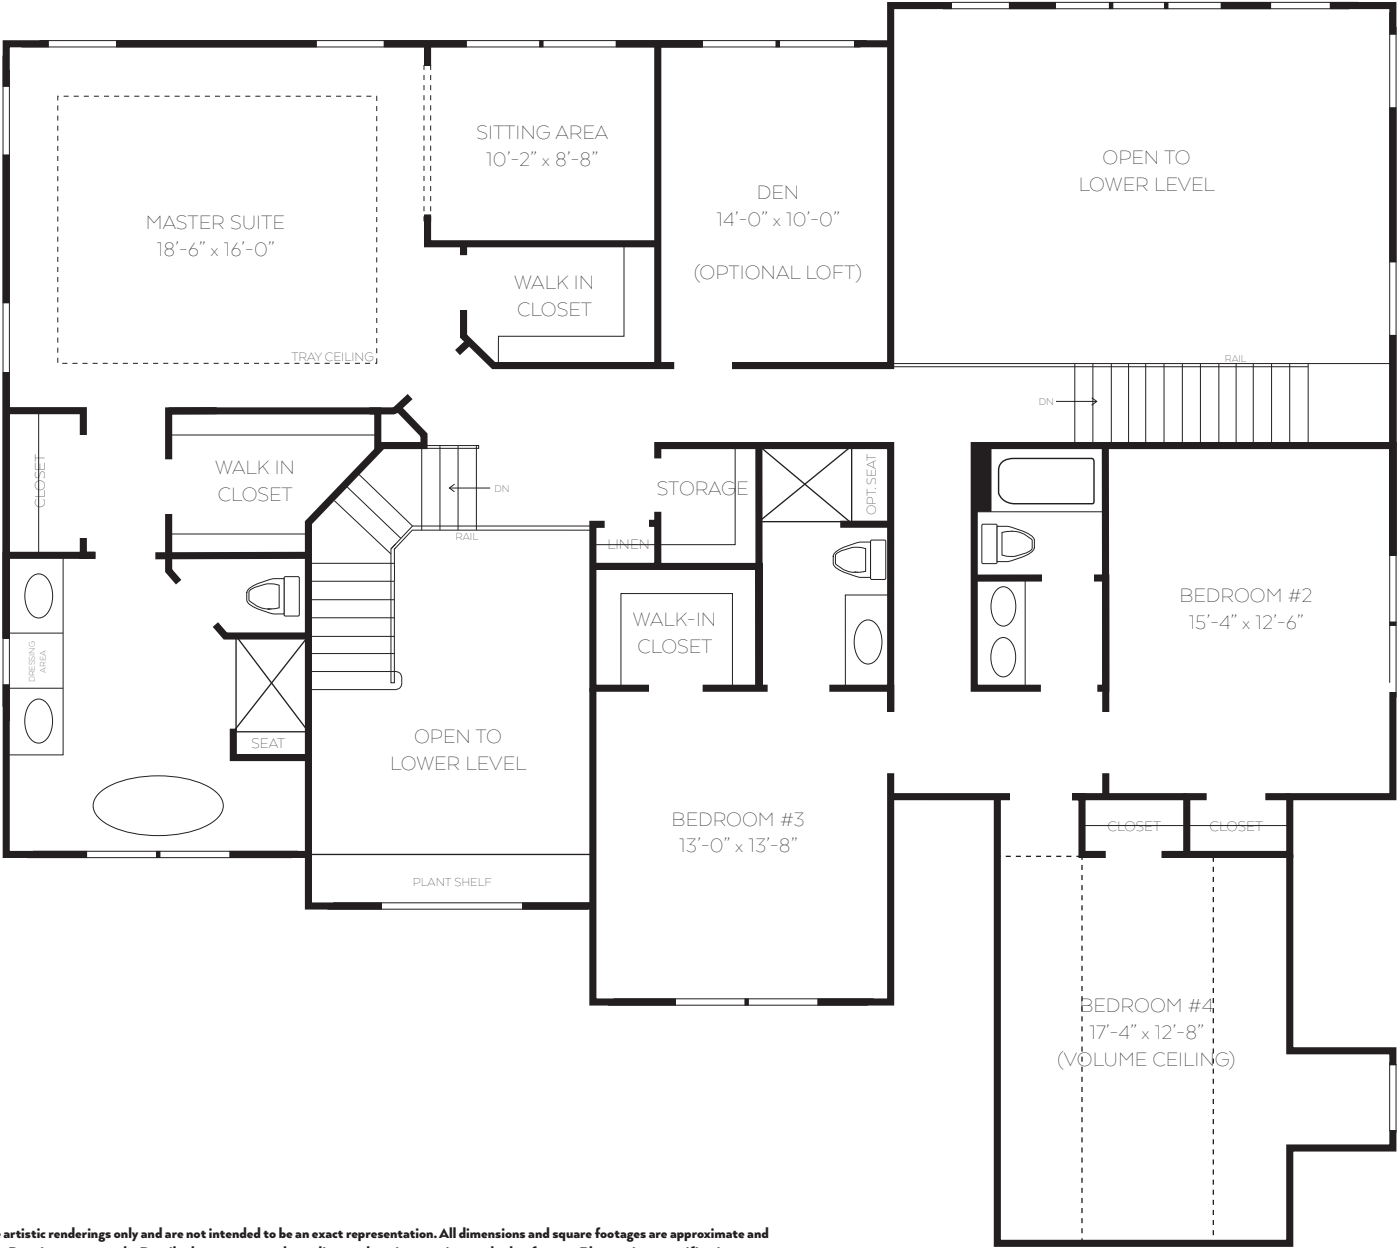 SITTING AREA
10'-2" x 8'-8"
OPEN TO
LOWER LEVEL
DEN
14'-0" x 10'-0"
(OPTIONAL LOFT)
MASTER SUITE
18'-6" x 16'-0"
WALK IN
CLOSET
TRAY CEILING
RAIL
DN
CLOSET
WALK IN
CLOSET
DN
STORAGE
OPT. SEAT
RAIL
LINEN
WALK-IN
CLOSET
BEDROOM #2
15'-4" x 12'-6"
DRESSING
AREA
SEAT
OPEN TO
LOWER LEVEL
BEDROOM #3
13'-0" x 13'-8"
CLOSET
CLOSET
PLANT SHELF
BEDROOM #4
17'-4" x 12'-8"
(VOLUME CEILING)
artistic renderings only and are not intended to be an exact representation. All dimensions and square footages are approximate and